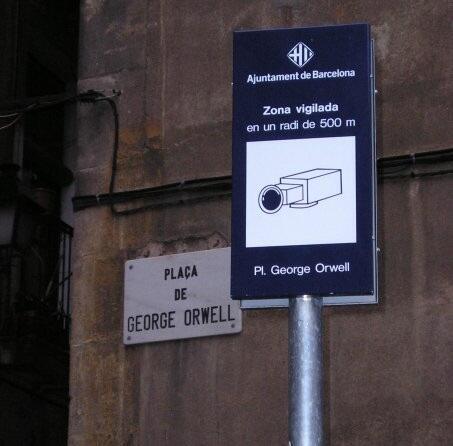 Ajuntament de Barcelona
Zona vigilada
en un radi de 500 m
Pl. George Orwell
PLAÇA
DE
GEORGE ORWELL